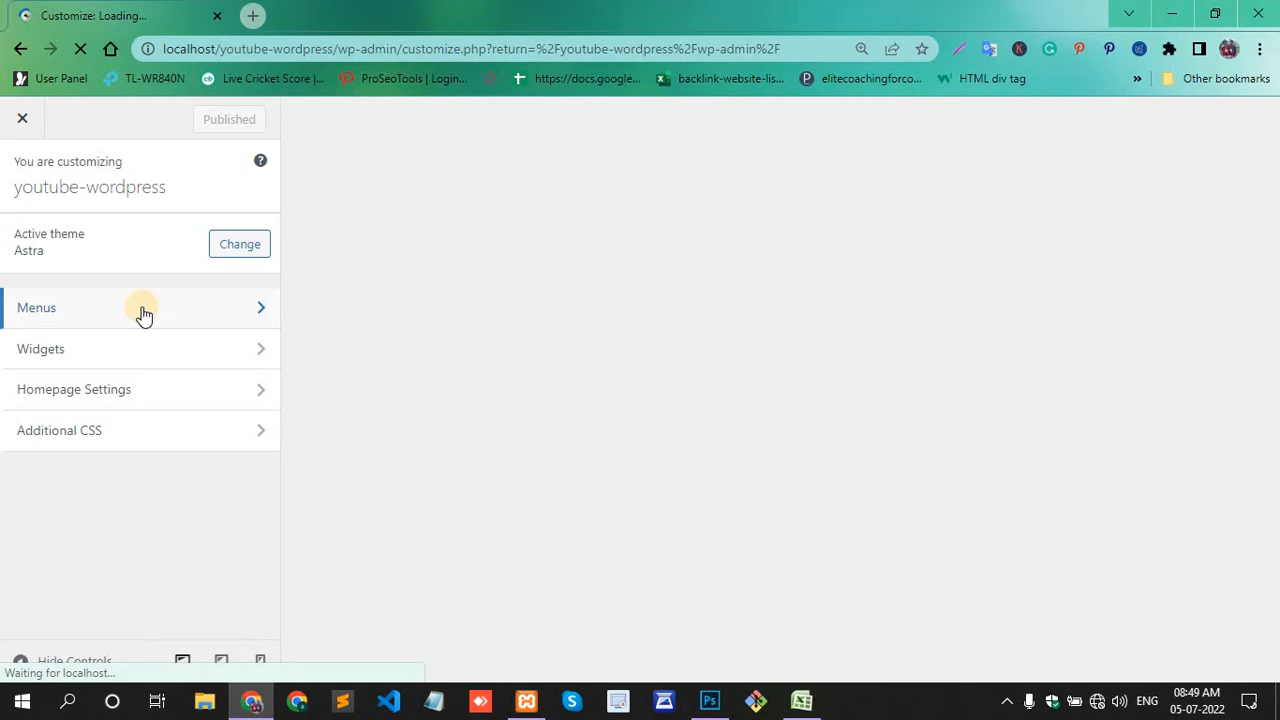 Customize: Loading...
localhost/youtube-wordpress/wp-admin/customize.php?return=%2Fyoutube-wordpress%2Fwp-admin%2F
User Panel
TL-WR840N
Live Cricket Score |...
ProSeoTools | Login...
https://docs.google...
backlink-website-lis...
elitecoachingforco...
HTML div tag
»
Other bookmarks
Published
You are customizing
youtube-wordpress
Active theme
Astra
Change
Menus
Widgets
Homepage Settings
Additional CSS
Hide Controls
Waiting for localhost...
ENG
08:49 AM
05-07-2022